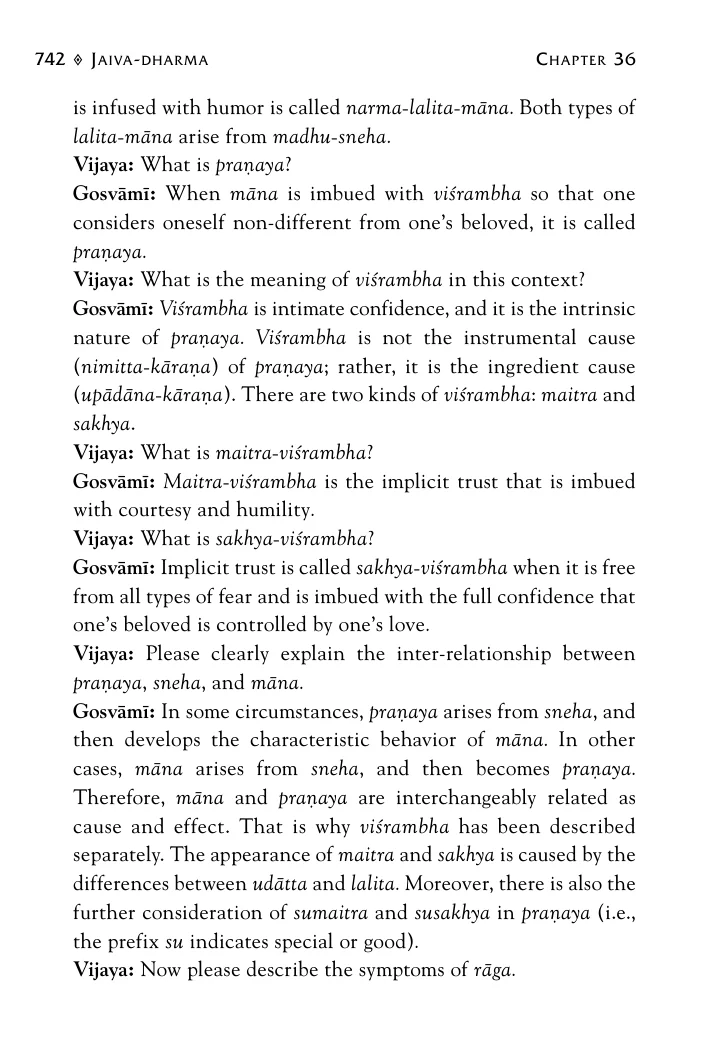 742 ◊ JAIVA-DHARMA CHAPTER 36
is infused with humor is called narma-lalita-māna. Both types of
lalita-māna arise from madhu-sneha.
Vijaya: What is praṇaya?
Gosvāmī: When māna is imbued with viśrambha so that one
considers oneself non-different from one's beloved, it is called
praṇaya.
Vijaya: What is the meaning of viśrambha in this context?
Gosvāmī: Viśrambha is intimate confidence, and it is the intrinsic
nature of praṇaya. Viśrambha is not the instrumental cause
(nimitta-kāraṇa) of praṇaya; rather, it is the ingredient cause
(upādāna-kāraṇa). There are two kinds of viśrambha: maitra and
sakhya.
Vijaya: What is maitra-viśrambha?
Gosvāmī: Maitra-viśrambha is the implicit trust that is imbued
with courtesy and humility.
Vijaya: What is sakhya-viśrambha?
Gosvāmī: Implicit trust is called sakhya-viśrambha when it is free
from all types of fear and is imbued with the full confidence that
one's beloved is controlled by one's love.
Vijaya: Please clearly explain the inter-relationship between
praṇaya, sneha, and māna.
Gosvāmī: In some circumstances, praṇaya arises from sneha, and
then develops the characteristic behavior of māna. In other
cases, māna arises from sneha, and then becomes praṇaya.
Therefore, māna and praṇaya are interchangeably related as
cause and effect. That is why viśrambha has been described
separately. The appearance of maitra and sakhya is caused by the
differences between udātta and lalita. Moreover, there is also the
further consideration of sumaitra and susakhya in praṇaya (i.e.,
the prefix su indicates special or good).
Vijaya: Now please describe the symptoms of rāga.